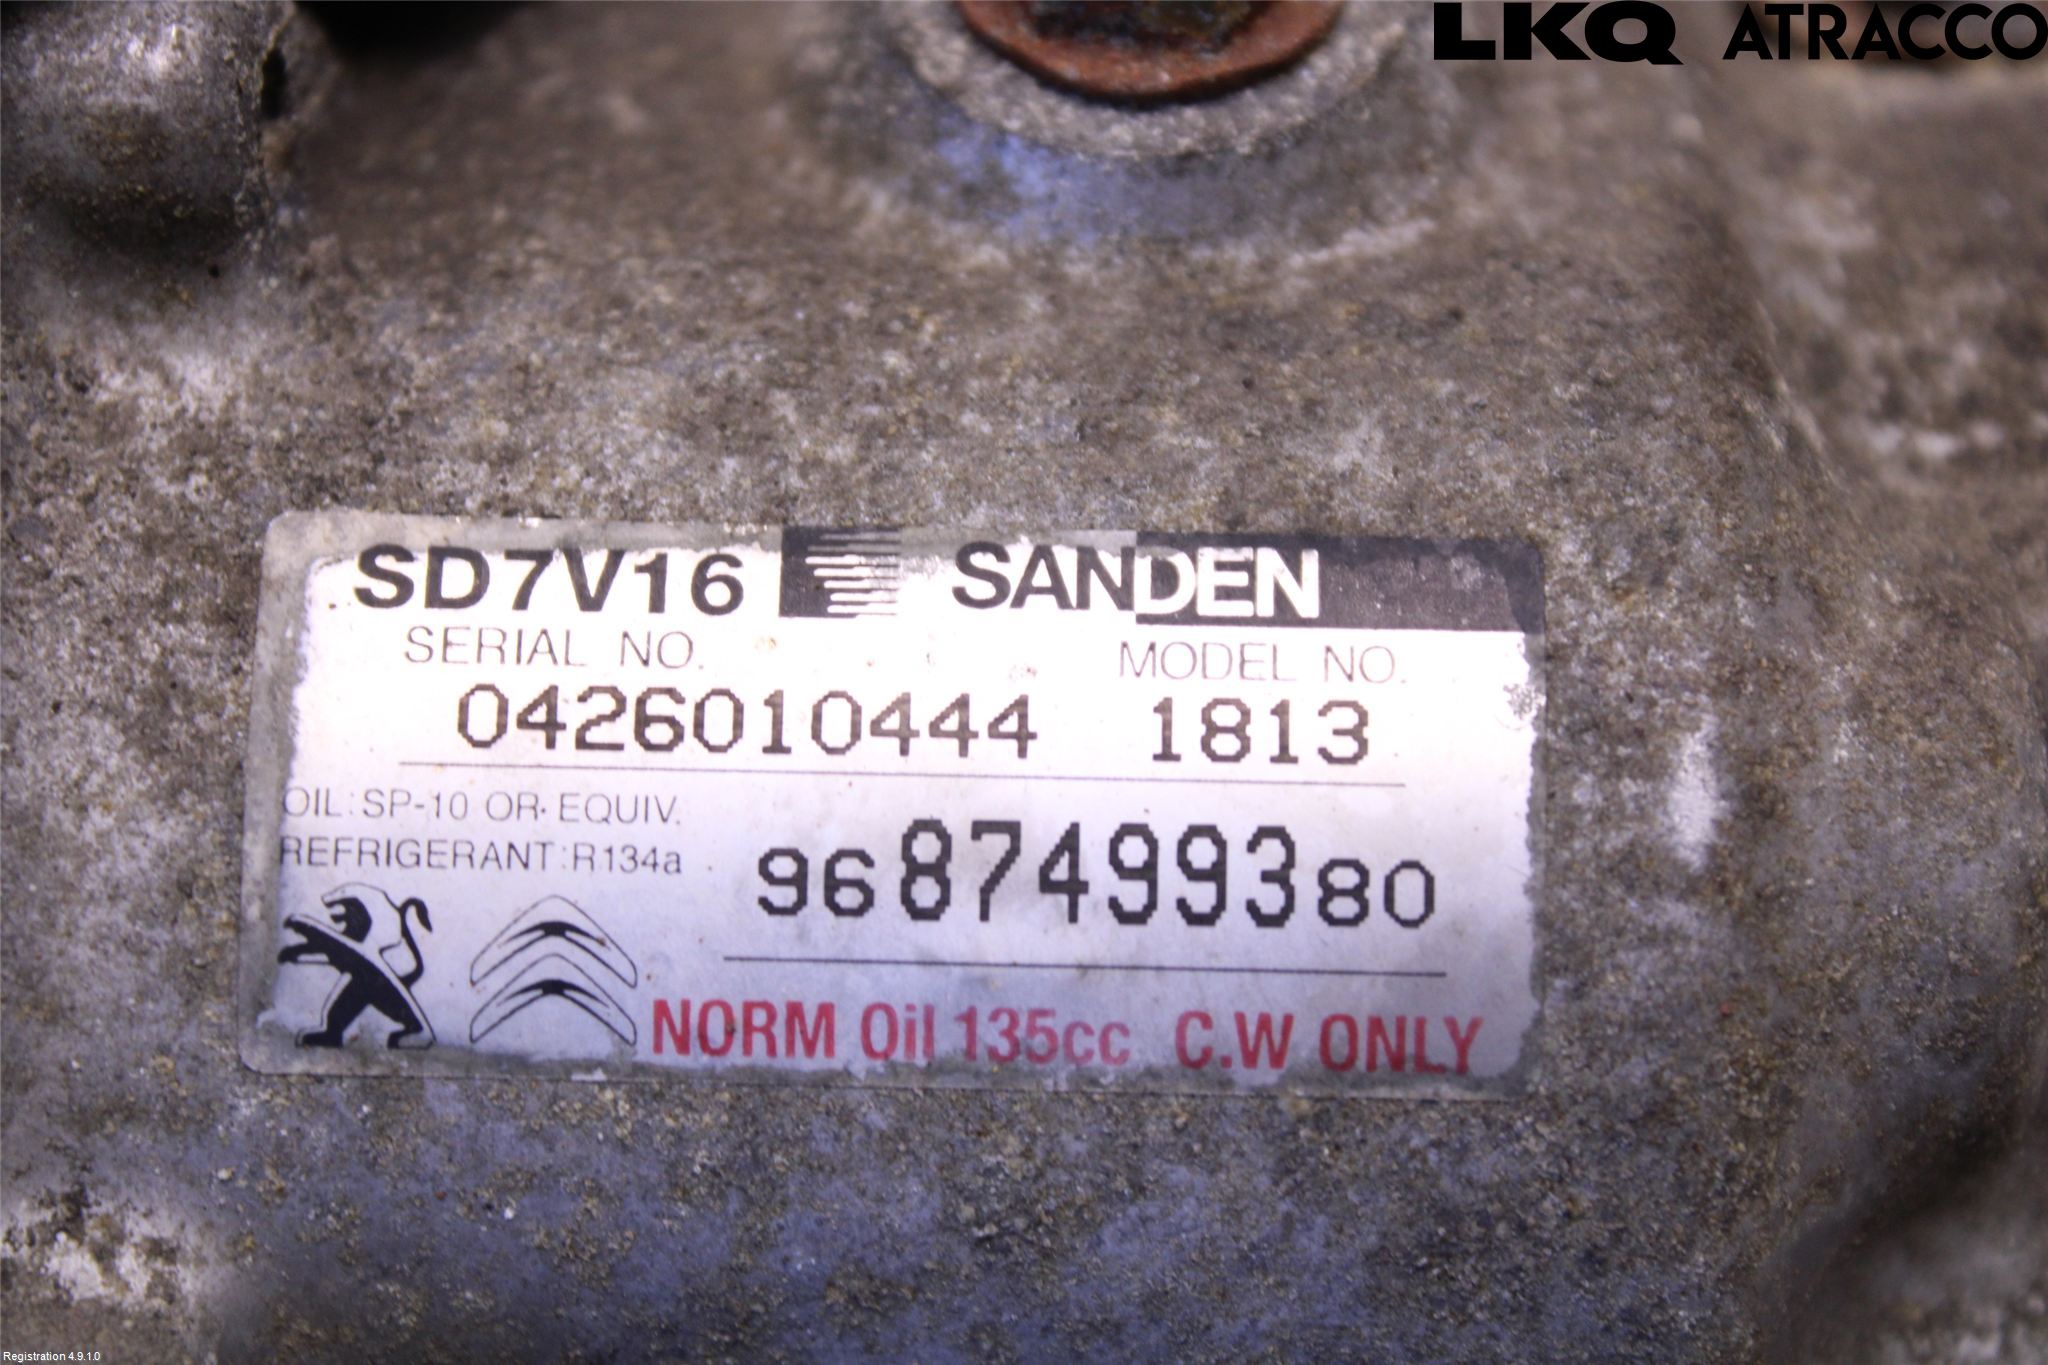 LKQ ATRACCO
SD7V16 SANDEN
SERIAL NO. MODEL NO.
0426010444 1813
OIL: SP-10 OR EQUIV.
REFRIGERANT: R134a
9687499380
NORM Oil 135cc C.W ONLY
Registration 4.9.1.0